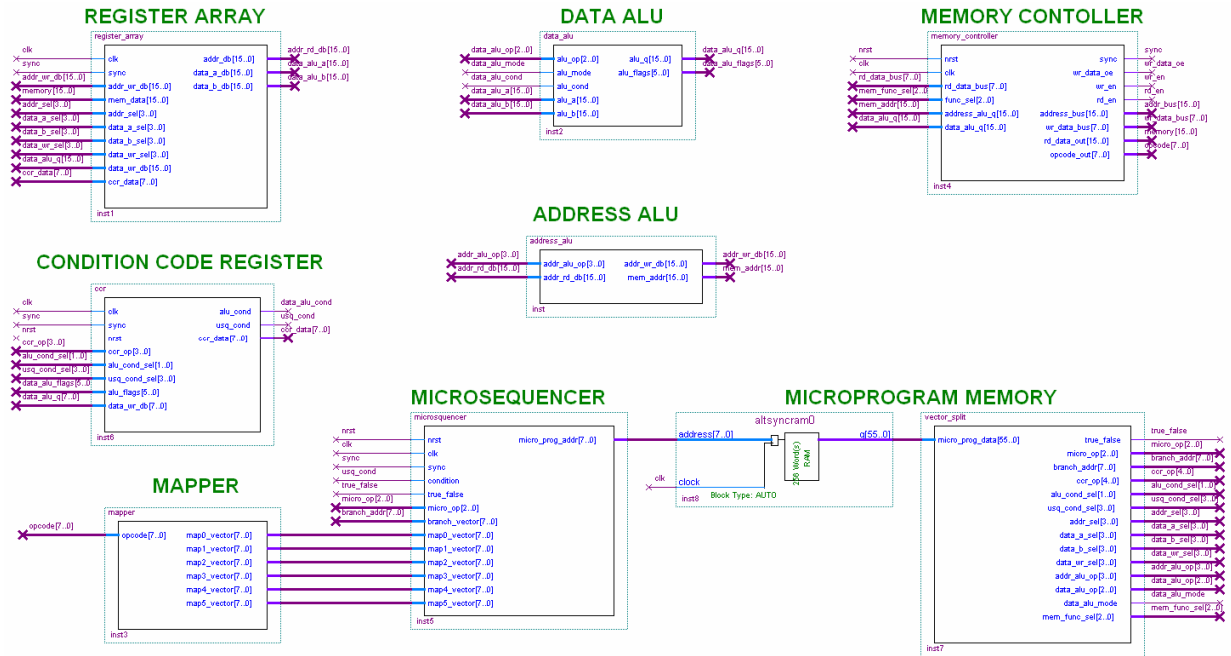 REGISTER ARRAY
register_array
clk
sync
addr_wr_db[15..0]
memory[15..0]
addr_sel[3..0]
data_a_sel[3..0]
data_b_sel[3..0]
data_wr_sel[3..0]
data_alu_q[15..0]
ccr_data[7..0]
clk
sync
addr_wr_db[15..0]
mem_data[15..0]
addr_sel[3..0]
data_a_sel[3..0]
data_b_sel[3..0]
data_wr_sel[3..0]
data_wr_db[15..0]
ccr_data[7..0]
addr_db[15..0]
data_a_db[15..0]
data_b_db[15..0]
addr_rd_db[15..0]
data_alu_a[15..0]
data_alu_b[15..0]
inst1
DATA ALU
data_alu
data_alu_op[2..0]
data_alu_mode
data_alu_cond
data_alu_a[15..0]
data_alu_b[15..0]
alu_op[2..0]
alu_mode
alu_cond
alu_a[15..0]
alu_b[15..0]
alu_q[15..0]
alu_flags[5..0]
data_alu_q[15..0]
data_alu_flags[5..0]
inst2
MEMORY CONTOLLER
memory_controller
nrst
clk
rd_data_bus[7..0]
mem_func_sel[2..0]
mem_addr[15..0]
data_alu_q[15..0]
nrst
clk
rd_data_bus[7..0]
func_sel[2..0]
address_alu_q[15..0]
data_alu_q[15..0]
sync
wr_data_oe
wr_en
rd_en
address_bus[15..0]
wr_data_bus[7..0]
rd_data_out[15..0]
opcode_out[7..0]
sync
wr_data_oe
wr_en
rd_en
addr_bus[15..0]
wr_data_bus[7..0]
memory[15..0]
opcode[7..0]
inst4
ADDRESS ALU
address_alu
addr_alu_op[3..0]
addr_rd_db[15..0]
addr_alu_op[3..0]
addr_rd_db[15..0]
addr_wr_db[15..0]
mem_addr[15..0]
addr_wr_db[15..0]
mem_addr[15..0]
inst
CONDITION CODE REGISTER
ccr
clk
sync
nrst
ccr_op[3..0]
alu_cond_sel[1..0]
usq_cond_sel[3..0]
data_alu_flags[5..0]
data_alu_q[7..0]
clk
sync
nrst
ccr_op[3..0]
alu_cond_sel[1..0]
usq_cond_sel[3..0]
alu_flags[5..0]
data_wr_db[7..0]
alu_cond
usq_cond
ccr_data[7..0]
data_alu_cond
usq_cond
ccr_data[7..0]
inst6
MAPPER
mapper
opcode[7..0]
opcode[7..0]
map0_vector[7..0]
map1_vector[7..0]
map2_vector[7..0]
map3_vector[7..0]
map4_vector[7..0]
map5_vector[7..0]
inst3
MICROSEQUENCER
microsquencer
nrst
clk
sync
usq_cond
true_false
micro_op[2..0]
branch_addr[7..0]
nrst
clk
sync
condition
true_false
micro_op[2..0]
branch_vector[7..0]
map0_vector[7..0]
map1_vector[7..0]
map2_vector[7..0]
map3_vector[7..0]
map4_vector[7..0]
map5_vector[7..0]
micro_prog_addr[7..0]
inst5
MICROPROGRAM MEMORY
altsyncram0
address[7..0]
q[55..0]
256 Word(s)
RAM
clk
clock
inst8
Block Type: AUTO
vector_split
micro_prog_data[55..0]
true_false
micro_op[2..0]
branch_addr[7..0]
ccr_op[4..0]
alu_cond_sel[1..0]
usq_cond_sel[3..0]
addr_sel[3..0]
data_a_sel[3..0]
data_b_sel[3..0]
data_wr_sel[3..0]
addr_alu_op[3..0]
data_alu_op[2..0]
data_alu_mode
mem_func_sel[2..0]
true_false
micro_op[2..0]
branch_addr[7..0]
ccr_op[4..0]
alu_cond_sel[1..0]
usq_cond_sel[3..0]
addr_sel[3..0]
data_a_sel[3..0]
data_b_sel[3..0]
data_wr_sel[3..0]
addr_alu_op[3..0]
data_alu_op[2..0]
data_alu_mode
mem_func_sel[2..0]
inst7